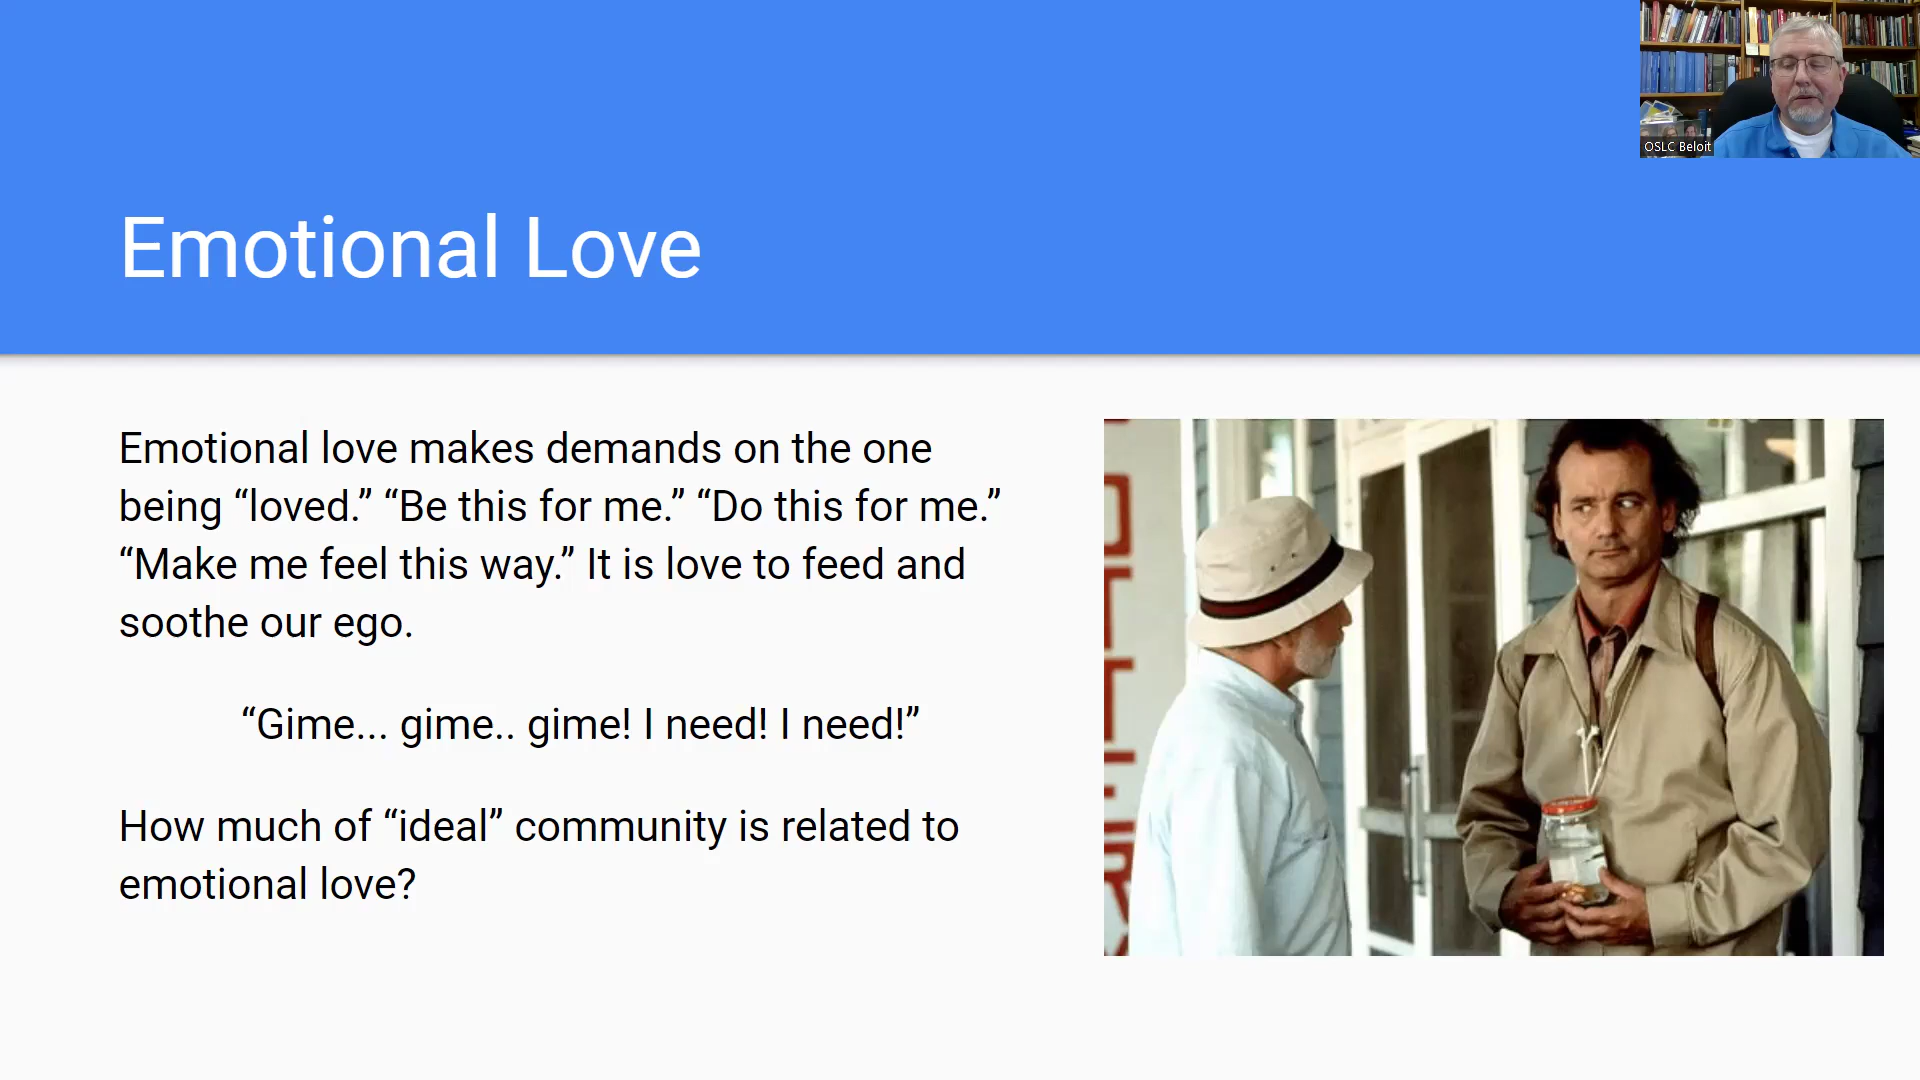 OSLC Beloit
Emotional Love
Emotional love makes demands on the one
being “loved.” “Be this for me.” “Do this for me.”
“Make me feel this way.” It is love to feed and
soothe our ego.
“Gime... gime.. gime! I need! I need!”
How much of “ideal” community is related to
emotional love?